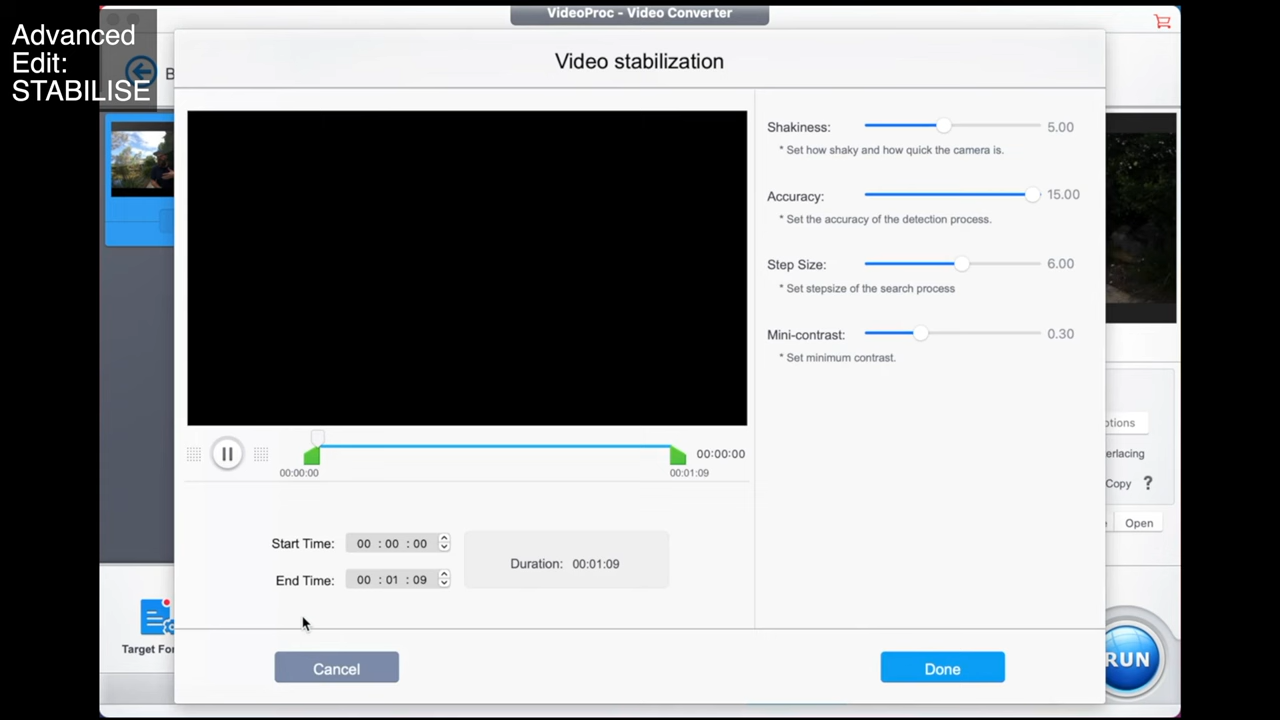 VideoProc - Video Converter
Advanced
Edit:
STABILISE
B
Video stabilization
Shakiness: 5.00
* Set how shaky and how quick the camera is.
Accuracy: 15.00
* Set the accuracy of the detection process.
Step Size: 6.00
* Set stepsize of the search process
Mini-contrast: 0.30
* Set minimum contrast.
ptions
erlacing
Copy ?
Open
00:00:00
00:00:00 00:01:09
Start Time: 00 : 00 : 00
End Time: 00 : 01 : 09
Duration: 00:01:09
Target For
Cancel
Done
RUN